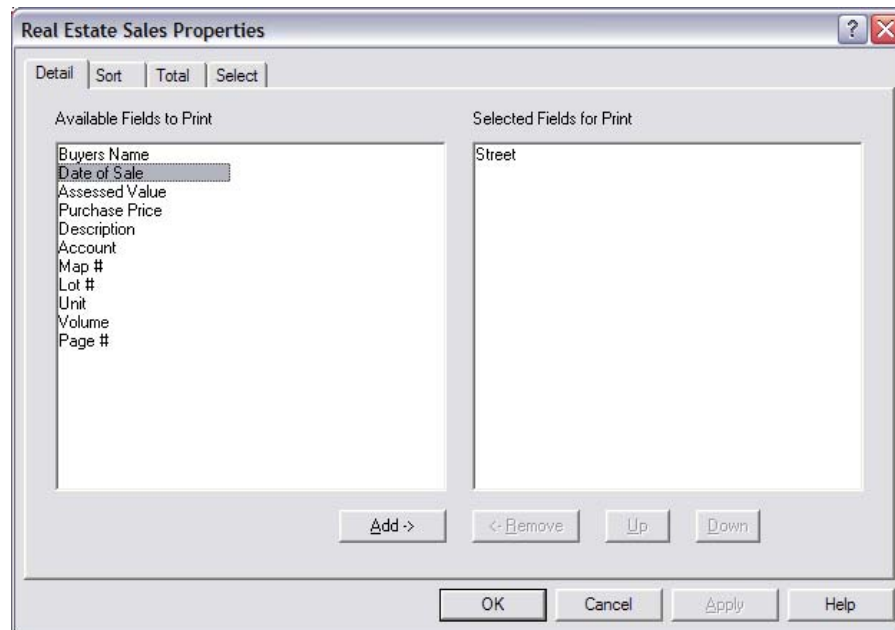 Real Estate Sales Properties
?
Detail Sort Total Select
Available Fields to Print
Buyers Name
Date of Sale
Assessed Value
Purchase Price
Description
Account
Map #
Lot #
Unit
Volume
Page #
Selected Fields for Print
Street
Add -> <- Remove Up Down
OK Cancel Apply Help